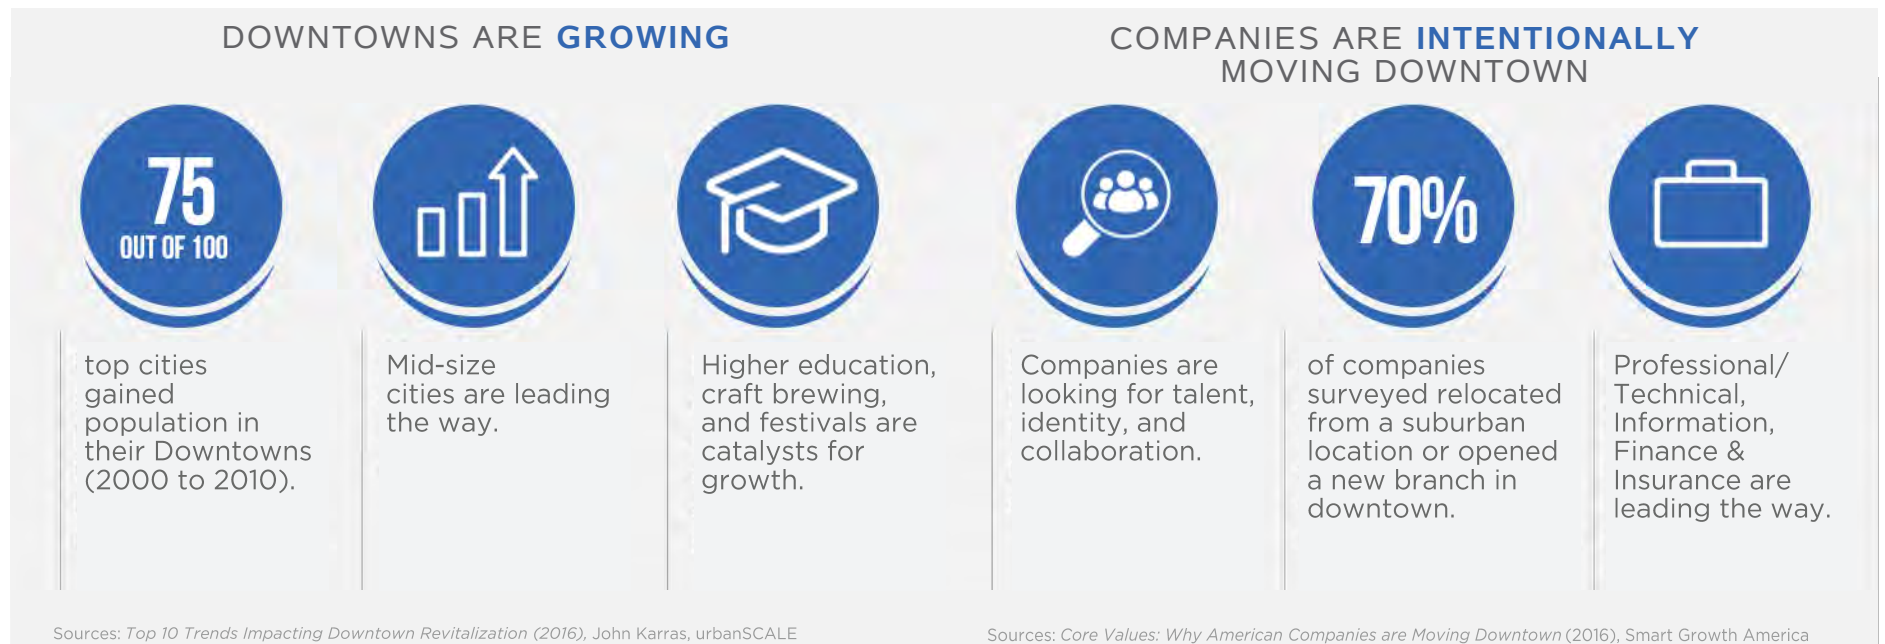 DOWNTOWNS ARE GROWING
75
OUT OF 100
top cities
gained
population in
their Downtowns
(2000 to 2010).
Mid-size
cities are leading
the way.
Higher education,
craft brewing,
and festivals are
catalysts for
growth.
Sources: Top 10 Trends Impacting Downtown Revitalization (2016), John Karras, urbanSCALE
COMPANIES ARE INTENTIONALLY
MOVING DOWNTOWN
Companies are
looking for talent,
identity, and
collaboration.
70%
of companies
surveyed relocated
from a suburban
location or opened
a new branch in
downtown.
Professional/
Technical,
Information,
Finance &
Insurance are
leading the way.
Sources: Core Values: Why American Companies are Moving Downtown (2016), Smart Growth America